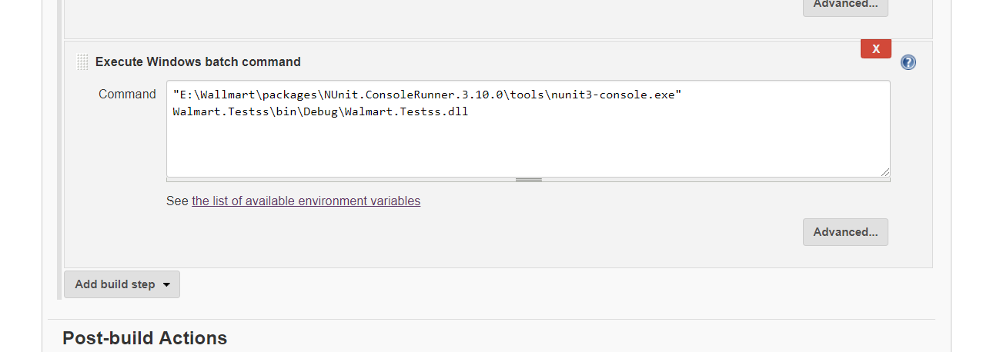 Advanced...
X
Execute Windows batch command
?
Command
"E:\Wallmart\packages\NUnit.ConsoleRunner.3.10.0\tools\nunit3-console.exe"
Walmart.Testss\bin\Debug\Walmart.Testss.dll
See the list of available environment variables
Advanced...
Add build step
Post-build Actions